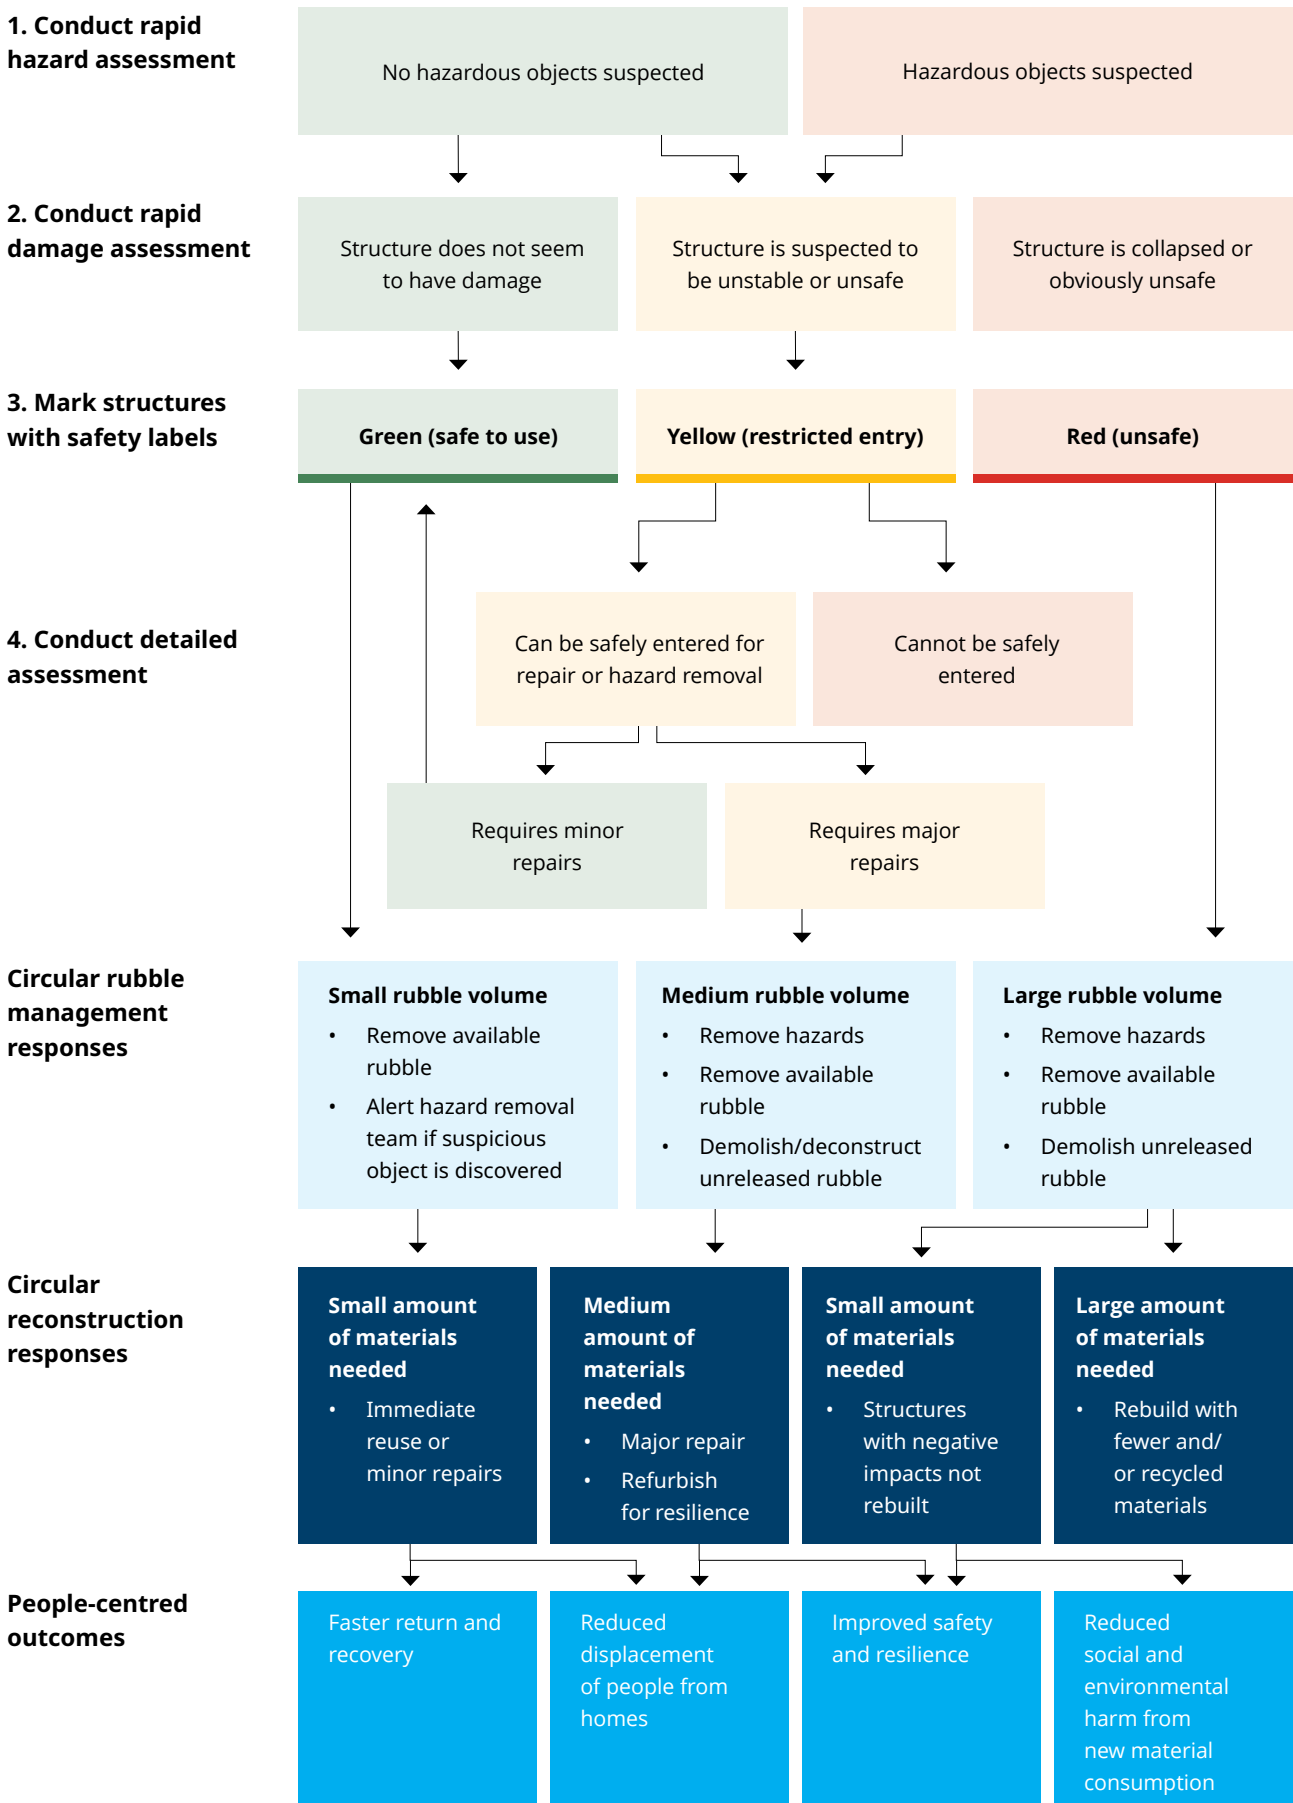 1. Conduct rapid
hazard assessment
No hazardous objects suspected
Hazardous objects suspected
2. Conduct rapid
damage assessment
Structure does not seem
to have damage
Structure is suspected to
be unstable or unsafe
Structure is collapsed or
obviously unsafe
3. Mark structures
with safety labels
Green (safe to use)
Yellow (restricted entry)
Red (unsafe)
4. Conduct detailed
assessment
Can be safely entered for
repair or hazard removal
Cannot be safely
entered
Requires minor
repairs
Requires major
repairs
Circular rubble
management
responses
Small rubble volume
• Remove available
rubble
• Alert hazard removal
team if suspicious
object is discovered
Medium rubble volume
• Remove hazards
• Remove available
rubble
• Demolish/deconstruct
unreleased rubble
Large rubble volume
• Remove hazards
• Remove available
rubble
• Demolish unreleased
rubble
Circular
reconstruction
responses
Small amount
of materials
needed
• Immediate
reuse or
minor repairs
Medium
amount of
materials
needed
• Major repair
• Refurbish
for resilience
Small amount
of materials
needed
• Structures
with negative
impacts not
rebuilt
Large amount
of materials
needed
• Rebuild with
fewer and/
or recycled
materials
People-centred
outcomes
Faster return and
recovery
Reduced
displacement
of people from
homes
Improved safety
and resilience
Reduced
social and
environmental
harm from
new material
consumption